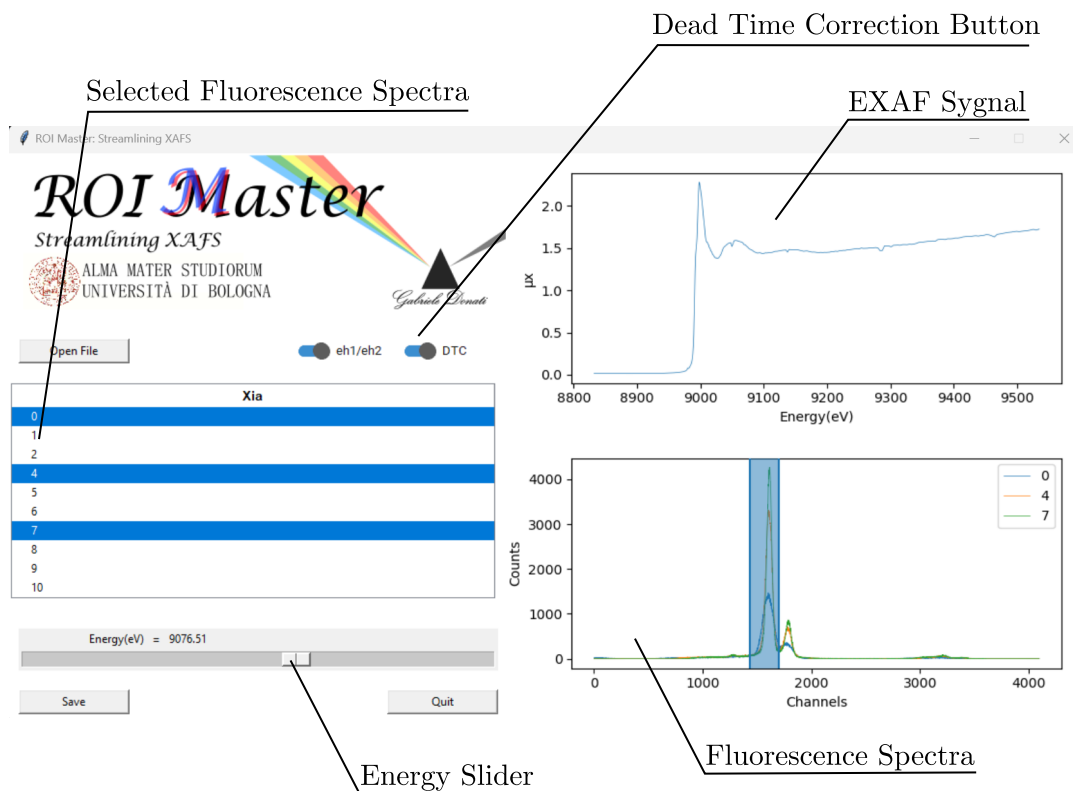 Dead Time Correction Button
Selected Fluorescence Spectra
EXAF Sygnal
ROI Master: Streamlining XAFS
ROI Master
Streamlining XAFS
ALMA MATER STUDIORUM
UNIVERSITÀ DI BOLOGNA
Gabriele Donati
Open File
eh1/eh2
DTC
Xia
0
1
2
4
5
6
7
8
9
10
Energy(eV) = 9076.51
Save
Quit
Energy Slider
μx
2.0
1.5
1.0
0.5
0.0
8800 8900 9000 9100 9200 9300 9400 9500
Energy(eV)
Counts
4000
3000
2000
1000
0
0
4
7
0 1000 2000 3000 4000
Channels
Fluorescence Spectra